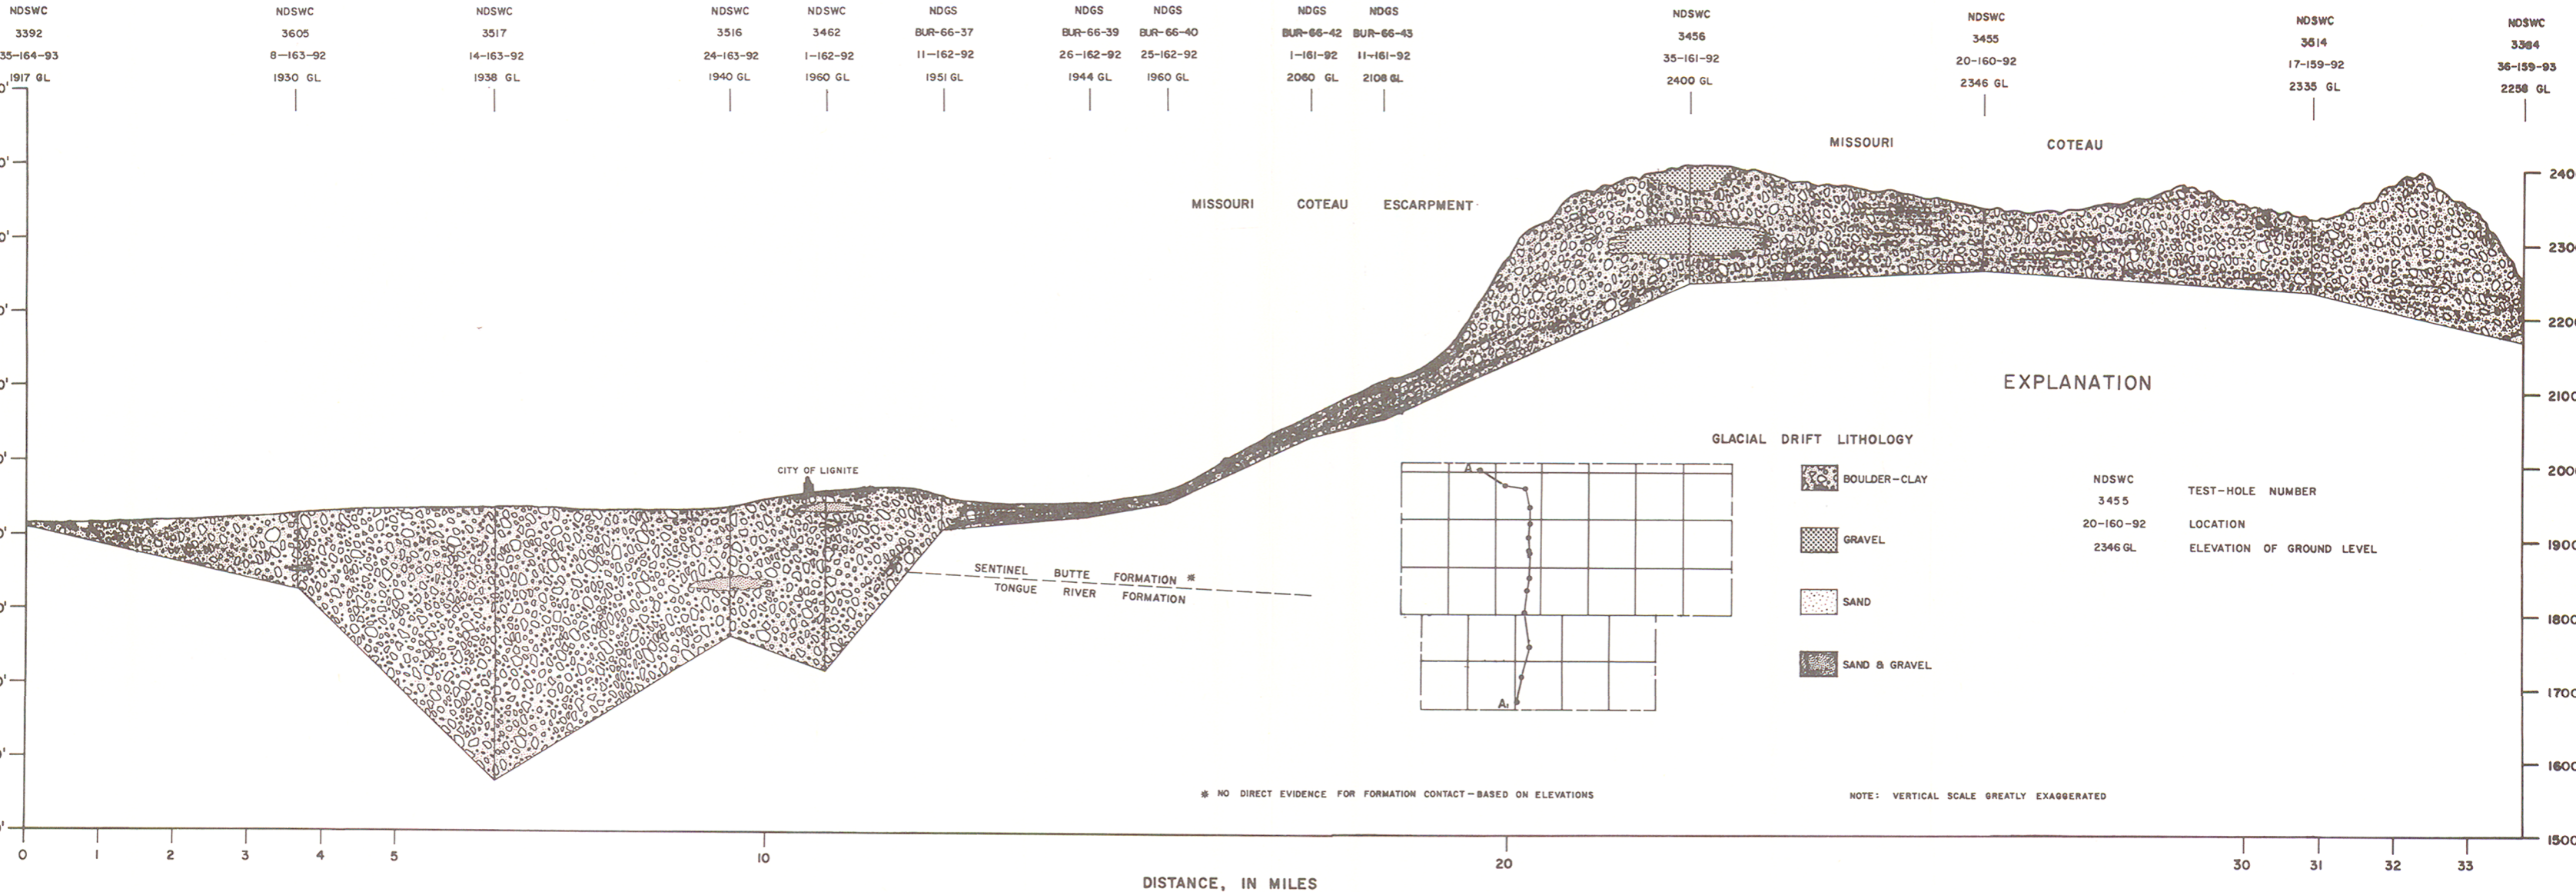 NDSWC
3392
35-164-93
1917 GL
NDSWC
3605
8-163-92
1930 GL
NDSWC
3517
14-163-92
1938 GL
NDSWC
3516
24-163-92
1940 GL
NDSWC
3462
1-162-92
1960 GL
NDGS
BUR-66-37
11-162-92
1951 GL
NDGS
BUR-66-39
26-162-92
1944 GL
NDGS
BUR-66-40
25-162-92
1960 GL
NDGS
BUR-66-42
1-161-92
2060 GL
NDGS
BUR-66-43
11-161-92
2108 GL
NDSWC
3456
35-161-92
2400 GL
NDSWC
3455
20-160-92
2346 GL
NDSWC
3514
17-159-92
2335 GL
NDSWC
36-159-93
2258 GL
MISSOURI COTEAU
MISSOURI COTEAU ESCARPMENT
CITY OF LIGNITE
SENTINEL BUTTE FORMATION *
TONGUE RIVER FORMATION
240
230
2200
2100
2000
1900
1800
1700
1600
1500
EXPLANATION
GLACIAL DRIFT LITHOLOGY
BOULDER-CLAY
GRAVEL
SAND
SAND & GRAVEL
NDSWC
3455
TEST-HOLE NUMBER
20-160-92 LOCATION
2346 GL ELEVATION OF GROUND LEVEL
A
A₁
* NO DIRECT EVIDENCE FOR FORMATION CONTACT-BASED ON ELEVATIONS
NOTE: VERTICAL SCALE GREATLY EXAGGERATED
0 1 2 3 4 5 10 20 30 31 32 33
DISTANCE, IN MILES